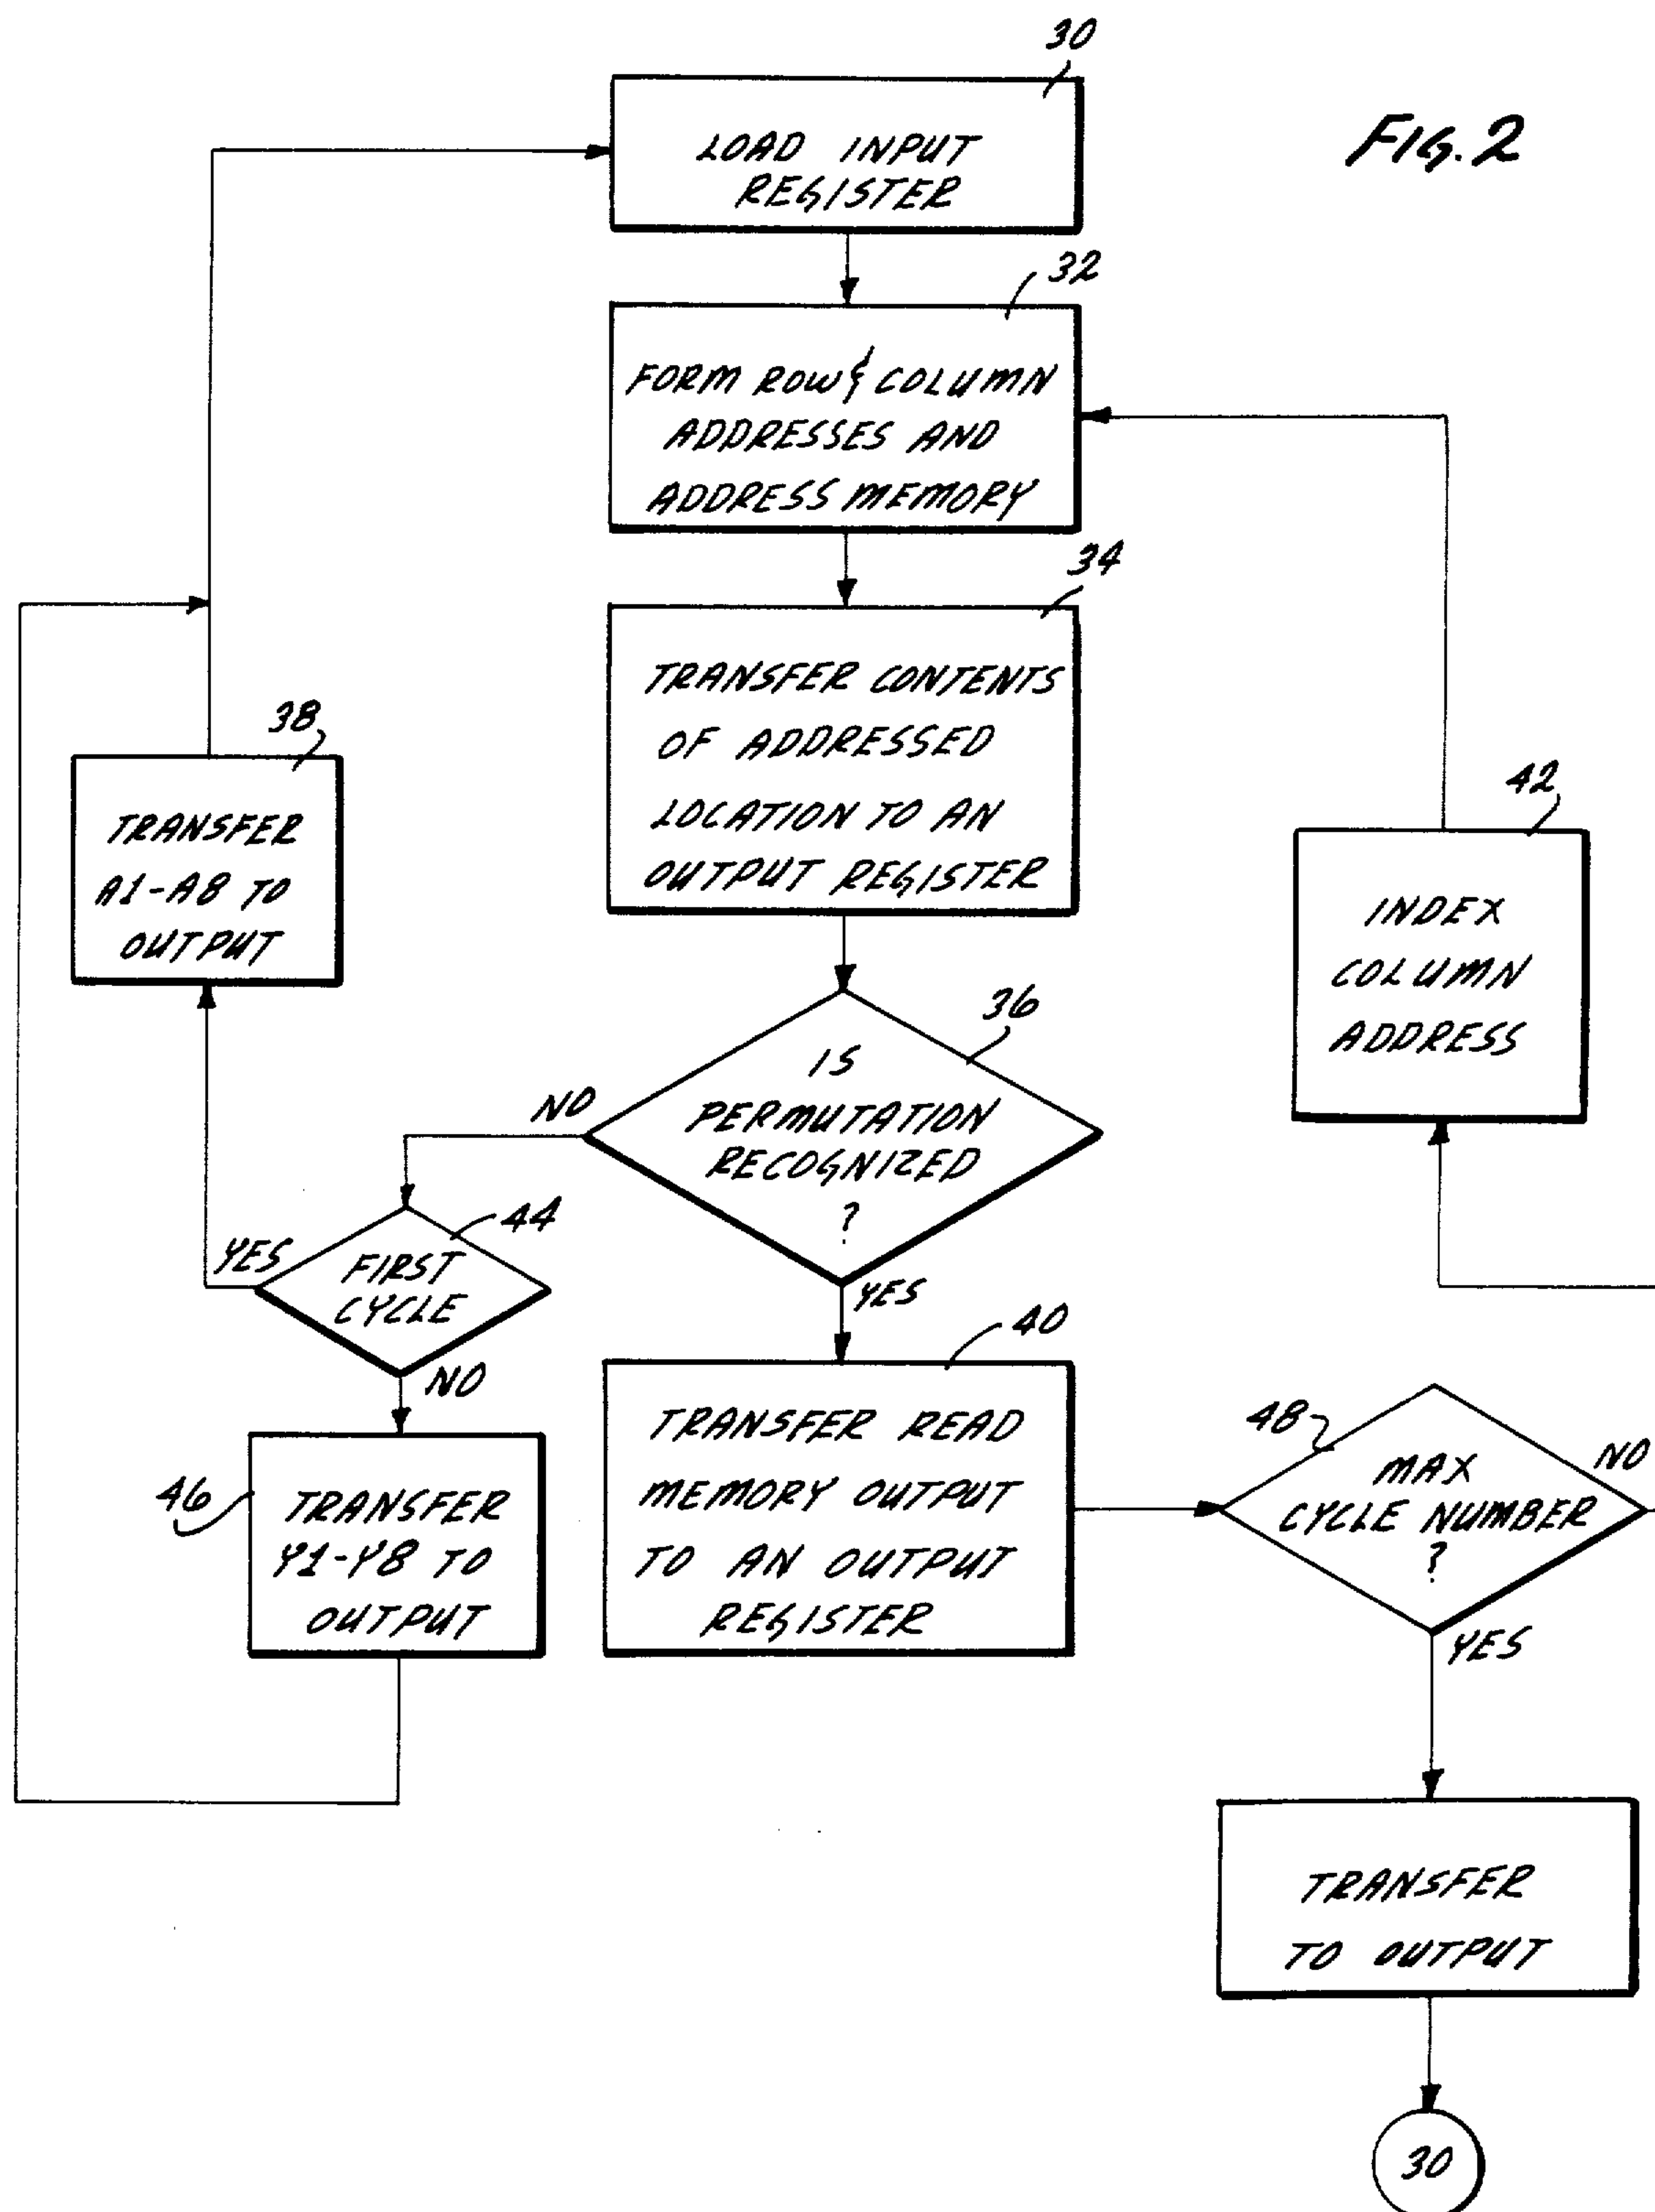 30
FIG. 2
LOAD INPUT
REGISTER
32
FORM ROW & COLUMN
ADDRESSES AND
ADDRESS MEMORY
34
TRANSFER CONTENTS
OF ADDRESSED
LOCATION TO AN
OUTPUT REGISTER
38
TRANSFER
A1-A8 TO
OUTPUT
42
INDEX
COLUMN
ADDRESS
36
IS
PERMUTATION
RECOGNIZED
?
NO
YES
44
FIRST
CYCLE
YES
NO
40
TRANSFER READ
MEMORY OUTPUT
TO AN OUTPUT
REGISTER
46
TRANSFER
Y1-Y8 TO
OUTPUT
48
MAX
CYCLE NUMBER
?
NO
YES
TRANSFER
TO OUTPUT
30